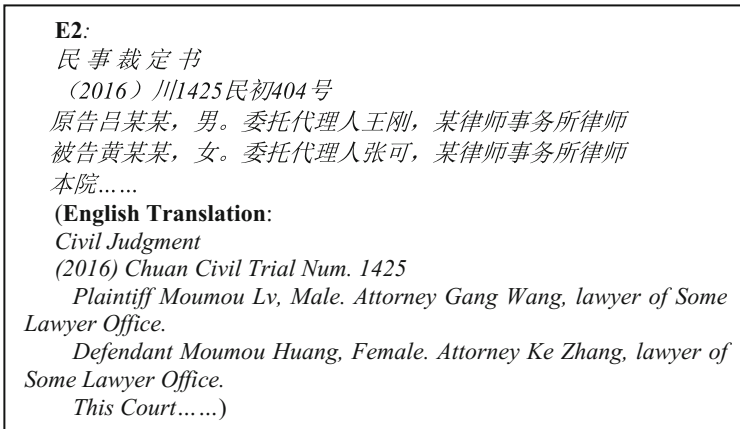 E2:
民 事 裁 定 书
（2016）川1425民初404号
原告吕某某，男。委托代理人王刚，某律师事务所律师
被告黄某某，女。委托代理人张可，某律师事务所律师
本院……
(English Translation:
Civil Judgment
(2016) Chuan Civil Trial Num. 1425
Plaintiff Moumou Lv, Male. Attorney Gang Wang, lawyer of Some
Lawyer Office.
Defendant Moumou Huang, Female. Attorney Ke Zhang, lawyer of
Some Lawyer Office.
This Court……)